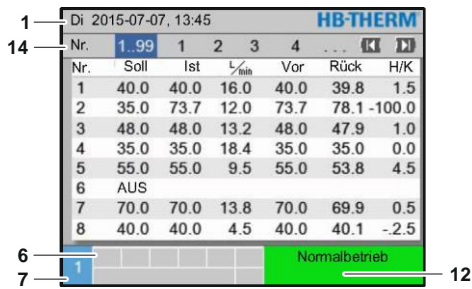 1 Di 2015-07-07, 13:45 HB-THERM
14 Nr. 1..99 1 2 3 4 ...
Nr. Soll Ist L/min Vor Rück H/K
1 40.0 40.0 16.0 40.0 39.8 1.5
2 35.0 73.7 12.0 73.7 78.1 -100.0
3 48.0 48.0 13.2 48.0 47.9 1.0
4 35.0 35.0 18.4 35.0 35.0 0.0
5 55.0 55.0 9.5 55.0 53.8 4.5
6 AUS
7 70.0 70.0 13.8 70.0 69.9 0.5
8 40.0 40.0 4.5 40.0 40.1 -.2.5
6 Normalbetrieb
1
7 12